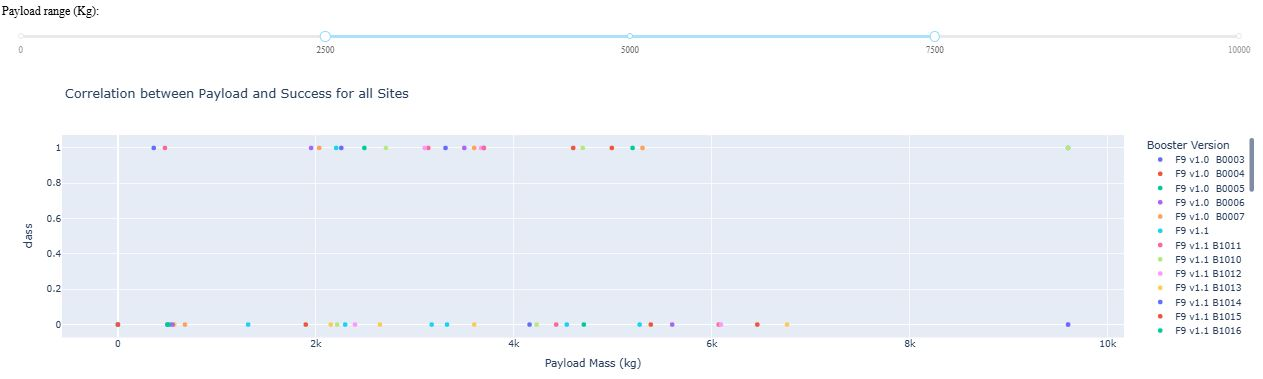 Payload range (Kg):
0 2500 5000 7500 10000
Correlation between Payload and Success for all Sites
1
0.8
0.6
0.4
0.2
0
class
0 2k 4k 6k 8k 10k
Payload Mass (kg)
Booster Version
F9 v1.0 B0003
F9 v1.0 B0004
F9 v1.0 B0005
F9 v1.0 B0006
F9 v1.0 B0007
F9 v1.1
F9 v1.1 B1011
F9 v1.1 B1010
F9 v1.1 B1012
F9 v1.1 B1013
F9 v1.1 B1014
F9 v1.1 B1015
F9 v1.1 B1016